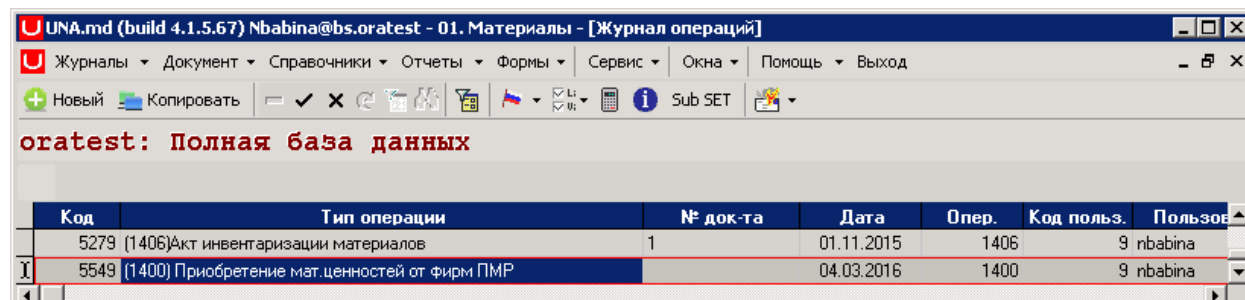 UNA.md (build 4.1.5.67) Nbabina@bs.oratest - 01. Материалы - [Журнал операций]
Журналы Документ Справочники Отчеты Формы Сервис Окна Помощь Выход
Новый Копировать Sub SET
oratest: Полная база данных
Код Тип операции № док-та Дата Опер. Код польз. Пользов
5279 (1406)Акт инвентаризации материалов 1 01.11.2015 1406 9 nbabina
5549 (1400) Приобретение мат.ценностей от фирм ПМР 04.03.2016 1400 9 nbabina